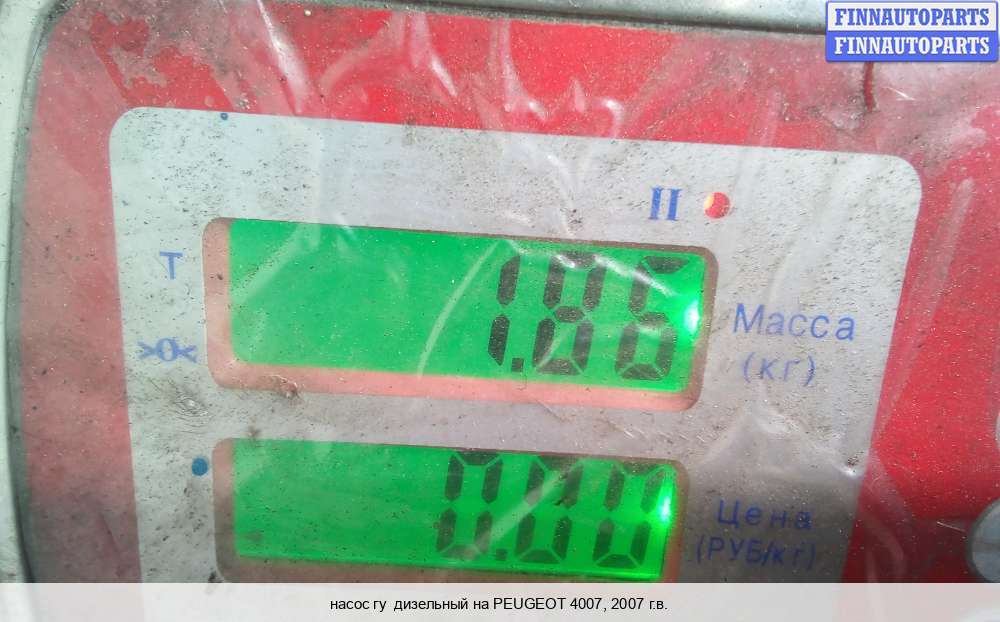 FINNAUTOPARTS
FINNAUTOPARTS
II
T
>0<
1.86
Масса
(кг)
0.00
Цена
(РУБ/кг)
насос гу дизельный на PEUGEOT 4007, 2007 г.в.